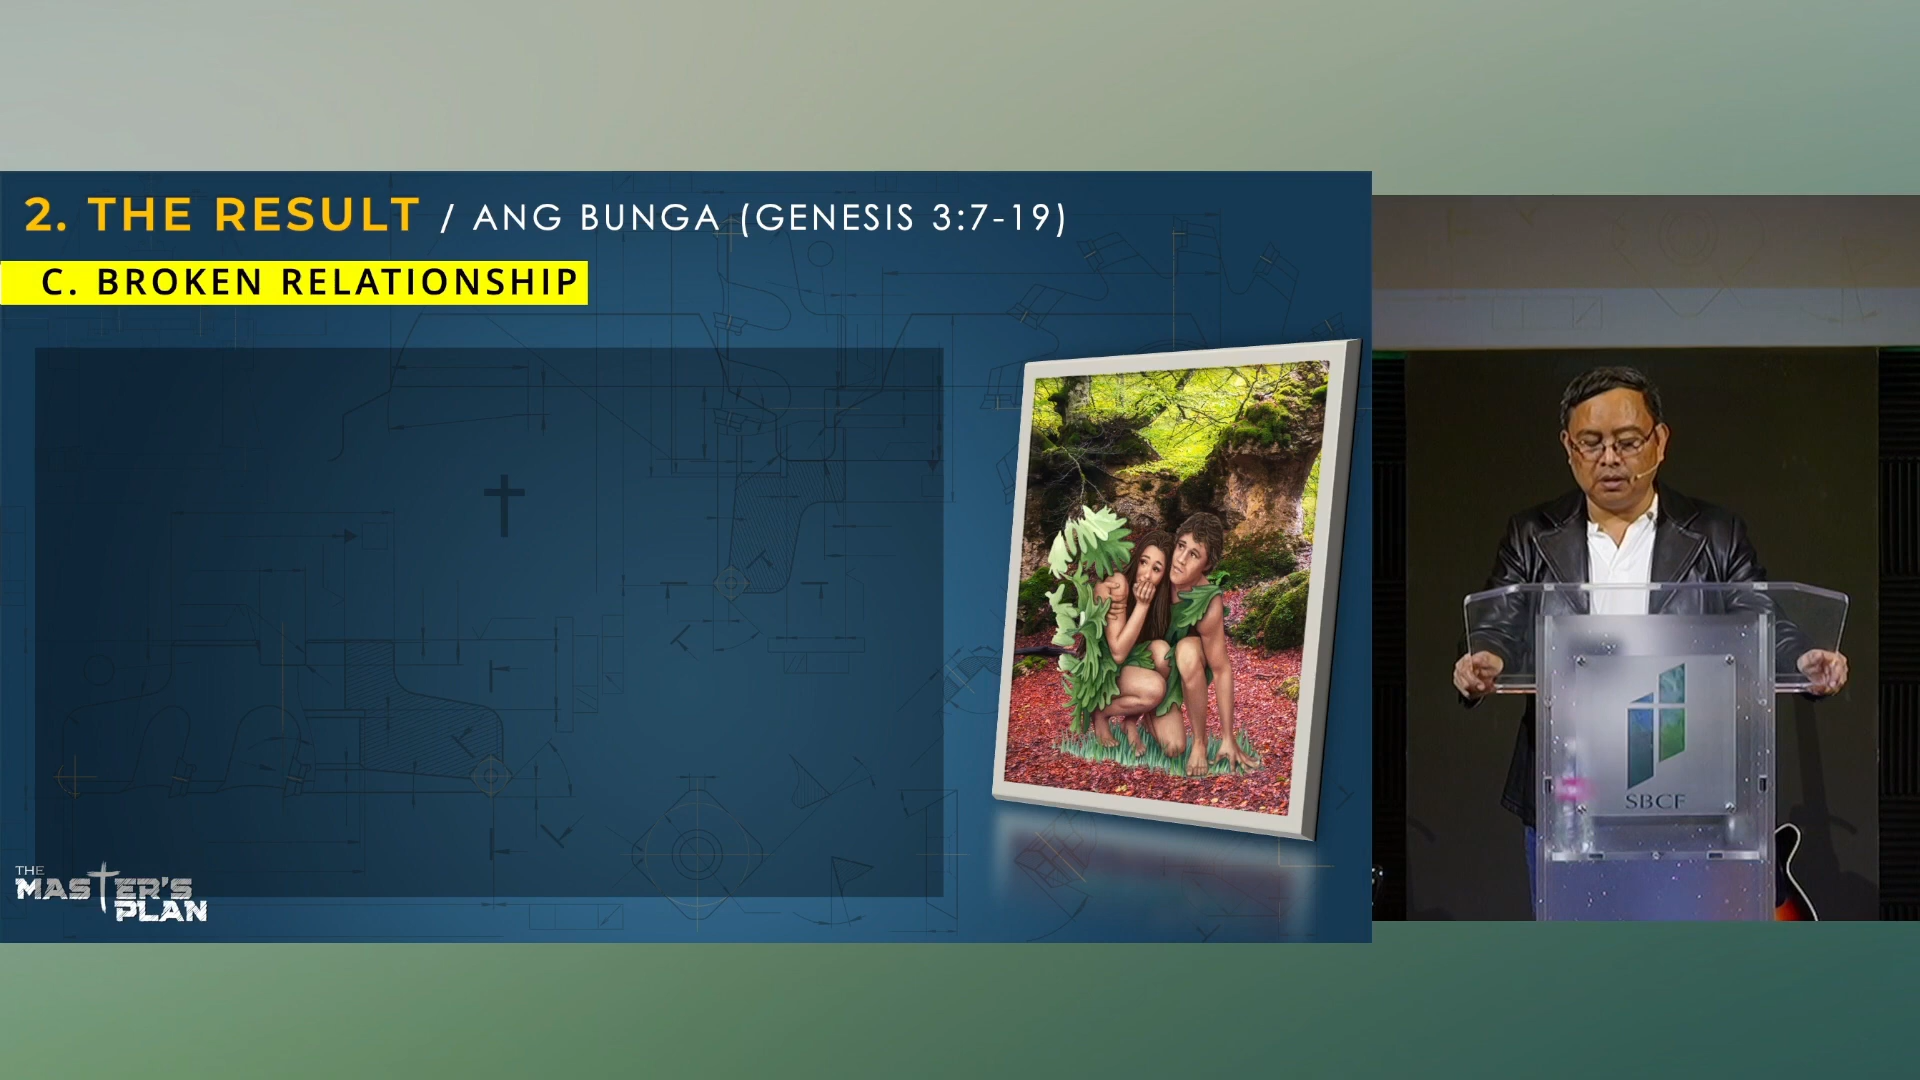 2. THE RESULT / ANG BUNGA (GENESIS 3:7-19)
C. BROKEN RELATIONSHIP
THE
MASTER'S
PLAN
SBCF